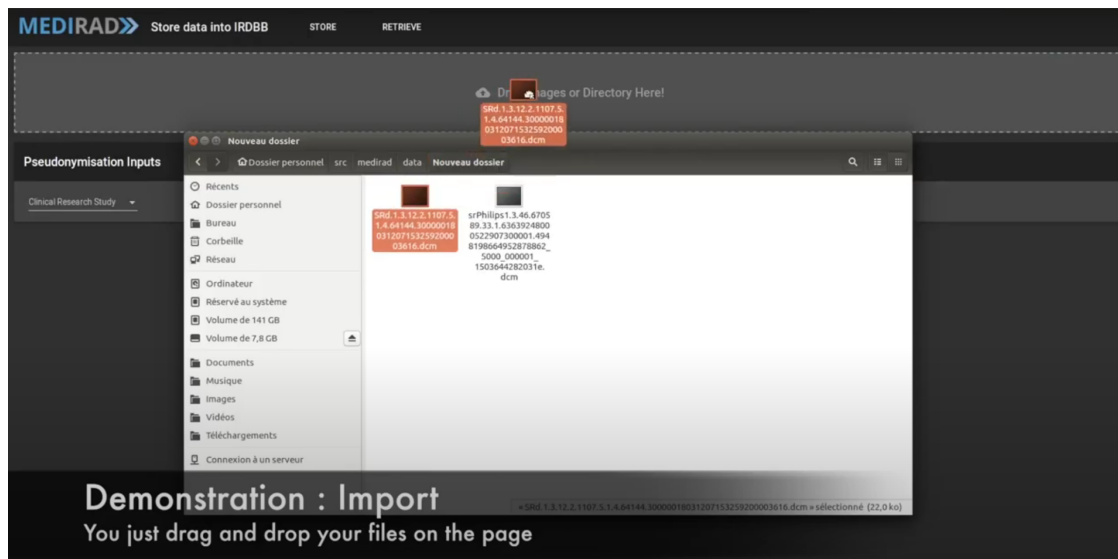 MEDIRAD
Store data into IRDBB
STORE
RETRIEVE
Dr ages or Directory Here!
SRd.1.3.12.2.1107.5.
1.4.64144.30000018
0312071532592000
03616.dcm
Nouveau dossier
Pseudonymisation Inputs
Dossier personnel src medirad data Nouveau dossier
Clinical Research Study
Récents
Dossier personnel
Bureau
Corbeille
Réseau
Ordinateur
Réservé au système
Volume de 141 GB
Volume de 7,8 GB
Documents
Musique
Images
Vidéos
Téléchargements
Connexion à un serveur
SRd.1.3.12.2.1107.5.
1.4.64144.30000018
0312071532592000
03616.dcm
srPhilips1.3.46.6705
89.33.1.6363924800
0522907300001.494
8198664952878862_
5000_000001_
1503644282031e.
dcm
« SRd.1.3.12.2.1107.5.1.4.64144.30000018031207153259200003616.dcm » sélectionné (22,0 ko)
Demonstration : Import
You just drag and drop your files on the page